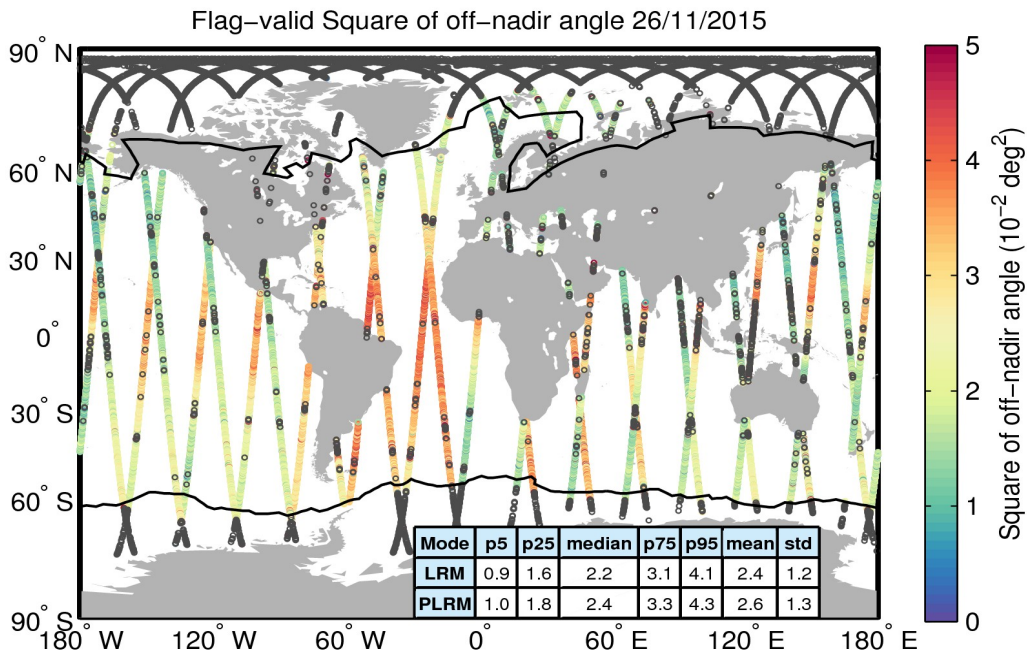 Flag−valid Square of off−nadir angle 26/11/2015
90° N
60° N
30° N
0°
30° S
60° S
90° S
180° W
120° W
60° W
0°
60° E
120° E
180° E
5
4
3
2
1
0
Square of off−nadir angle (10⁻² deg²)
Mode p5 p25 median p75 p95 mean std
LRM 0.9 1.6 2.2 3.1 4.1 2.4 1.2
PLRM 1.0 1.8 2.4 3.3 4.3 2.6 1.3